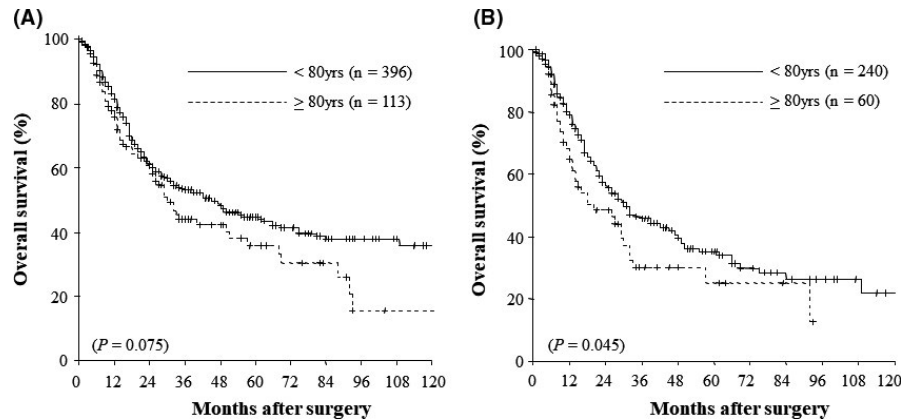 (A)
Overall survival (%)
100
80
60
40
20
0
< 80yrs (n = 396)
≥ 80yrs (n = 113)
(P = 0.075)
0 12 24 36 48 60 72 84 96 108 120
Months after surgery
(B)
Overall survival (%)
100
80
60
40
20
0
< 80yrs (n = 240)
≥ 80yrs (n = 60)
(P = 0.045)
0 12 24 36 48 60 72 84 96 108 120
Months after surgery